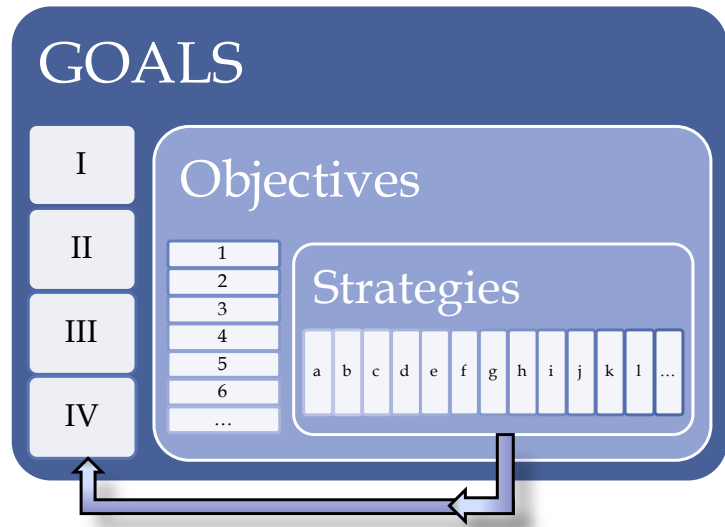 GOALS
I
II
III
IV
Objectives
1
2
3
4
5
6
…
Strategies
a b c d e f g h i j k l …